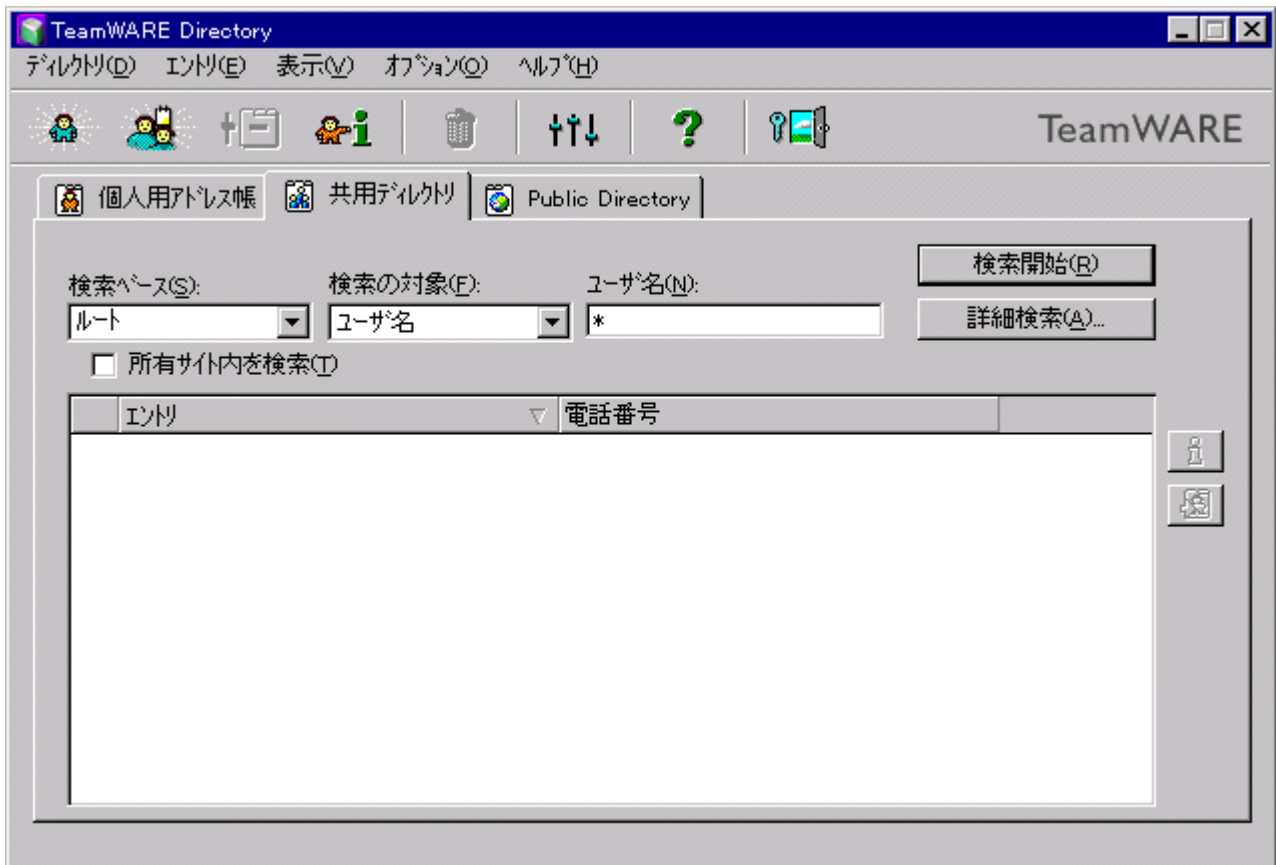 TeamWARE Directory
ﾃﾞｨﾚｸﾄﾘ(D) ｴﾝﾄﾘ(E) 表示(V) ｵﾌﾟｼｮﾝ(O) ﾍﾙﾌﾟ(H)
TeamWARE
個人用ｱﾄﾞﾚｽ帳 共用ﾃﾞｨﾚｸﾄﾘ Public Directory
検索開始(R)
検索ﾍﾞｰｽ(S): 検索の対象(F): ﾕｰｻﾞ名(N):
ﾙｰﾄ ﾕｰｻﾞ名 *
詳細検索(A)...
所有ｻｲﾄ内を検索(T)
ｴﾝﾄﾘ 電話番号